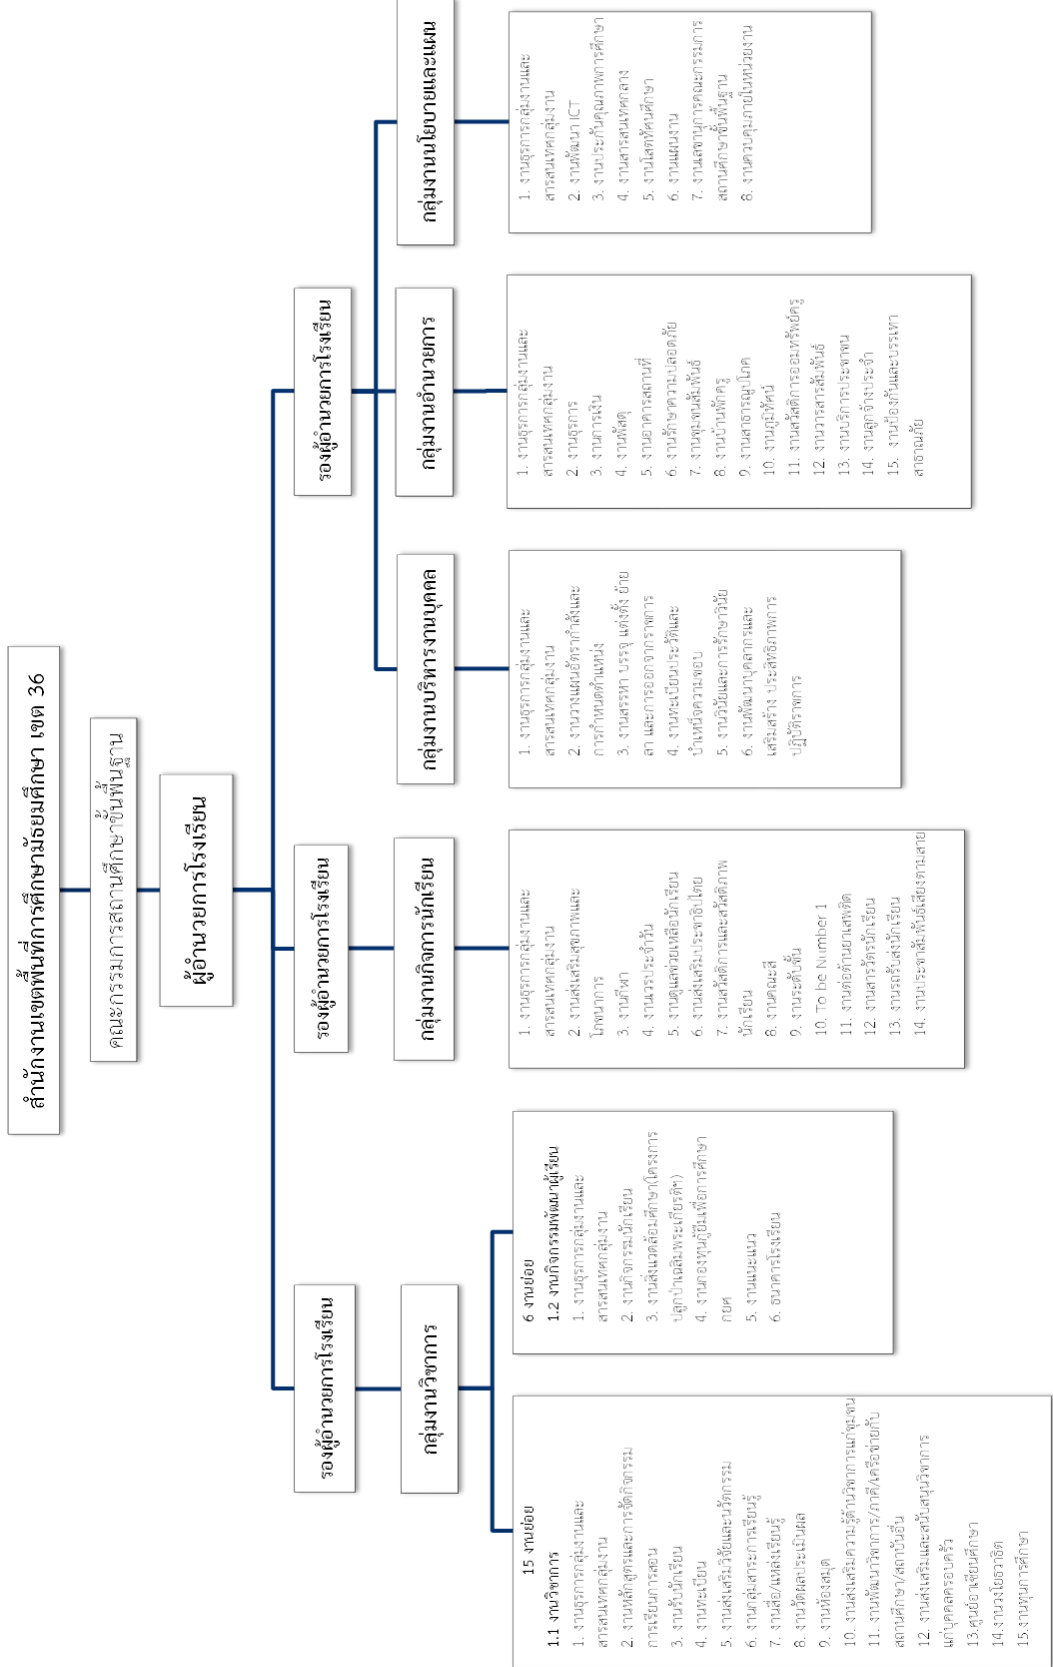 สำนักงานเขตพื้นที่การศึกษามัธยมศึกษา เขต 36
คณะกรรมการสถานศึกษาขั้นพื้นฐาน
ผู้อำนวยการโรงเรียน
รองผู้อำนวยการโรงเรียน
กลุ่มงานวิชาการ
15 งานย่อย
1.1 งานวิชาการ
1. งานธุรการกลุ่มงานและ
สารสนเทศกลุ่มงาน
2. งานหลักสูตรและการจัดกิจกรรม
การเรียนการสอน
3. งานรับนักเรียน
4. งานทะเบียน
5. งานส่งเสริมวิจัยและนวัตกรรม
6. งานกลุ่มสาระการเรียนรู้
7. งานสื่อ/แหล่งเรียนรู้
8. งานวัดผลประเมินผล
9. งานห้องสมุด
10. งานส่งเสริมความรู้ด้านวิชาการแก่ชุมชน
11. งานพัฒนาวิชาการ/ภาคี/เครือข่ายกับ
สถานศึกษา/สถาบันอื่น
12. งานส่งเสริมและสนับสนุนวิชาการ
แก่บุคคลครอบครัว
13.ศูนย์อาเซียนศึกษา
14.งานวงโยธวาธิต
15.งานทุนการศึกษา
6 งานย่อย
1.2 งานกิจกรรมพัฒนาผู้เรียน
1. งานธุรการกลุ่มงานและ
สารสนเทศกลุ่มงาน
2. งานกิจกรรมนักเรียน
3. งานสิ่งแวดล้อมศึกษา(โครงการ
ปลูกป่าเฉลิมพระเกียรติฯ)
4. งานกองทุนกู้ยืมเพื่อการศึกษา
กยศ
5. งานแนะแนว
6. ธนาคารโรงเรียน
รองผู้อำนวยการโรงเรียน
กลุ่มงานกิจการนักเรียน
1. งานธุรการกลุ่มงานและ
สารสนเทศกลุ่มงาน
2. งานส่งเสริมสุขภาพและ
โภชนาการ
3. งานกีฬา
4. งานเวรประจำวัน
5. งานดูแลช่วยเหลือนักเรียน
6. งานส่งเสริมประชาธิปไตย
7. งานสวัสดิการและสวัสดิภาพ
นักเรียน
8. งานคณะสี
9. งานระดับชั้น
10. To be Number 1
11. งานต่อต้านยาเสพติด
12. งานสารวัตรนักเรียน
13. งานรถรับส่งนักเรียน
14. งานประชาสัมพันธ์เสียงตามสาย
รองผู้อำนวยการโรงเรียน
กลุ่มงานบริหารงานบุคคล
1. งานธุรการกลุ่มงานและ
สารสนเทศกลุ่มงาน
2. งานวางแผนอัตรากำลังและ
การกำหนดตำแหน่ง
3. งานสรรหา บรรจุ แต่งตั้ง ย้าย
ลา และการออกจากราชการ
4. งานทะเบียนประวัติและ
บำเหน็จความชอบ
5. งานวินัยและการรักษาวินัย
6. งานพัฒนาบุคลากรและ
เสริมสร้าง ประสิทธิภาพการ
ปฏิบัติราชการ
กลุ่มงานอำนวยการ
1. งานธุรการกลุ่มงานและ
สารสนเทศกลุ่มงาน
2. งานธุรการ
3. งานการเงิน
4. งานพัสดุ
5. งานอาคารสถานที่
6. งานรักษาความปลอดภัย
7. งานชุมชนสัมพันธ์
8. งานบ้านพักครู
9. งานสาธารณูปโภค
10. งานภูมิทัศน์
11. งานสวัสดิการออมทรัพย์ครู
12. งานวารสารสัมพันธ์
13. งานบริการประชาชน
14. งานลูกจ้างประจำ
15. งานป้องกันและบรรเทา
สาธารณภัย
กลุ่มงานนโยบายและแผน
1. งานธุรการกลุ่มงานและ
สารสนเทศกลุ่มงาน
2. งานพัฒนา ICT
3. งานประกันคุณภาพการศึกษา
4. งานสารสนเทศกลาง
5. งานโสตทัศนศึกษา
6. งานแผนงาน
7. งานเลขานุการคณะกรรมการ
สถานศึกษาขั้นพื้นฐาน
8. งานควบคุมภายในหน่วยงาน